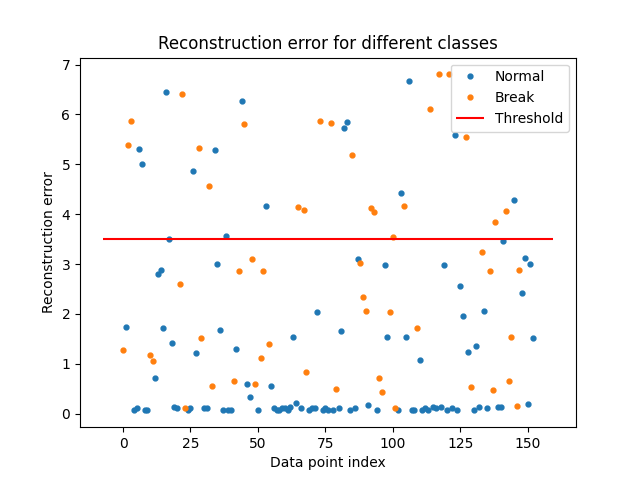 Reconstruction error for different classes
Normal
Break
Threshold
Reconstruction error
7
6
5
4
3
2
1
0
0 25 50 75 100 125 150
Data point index